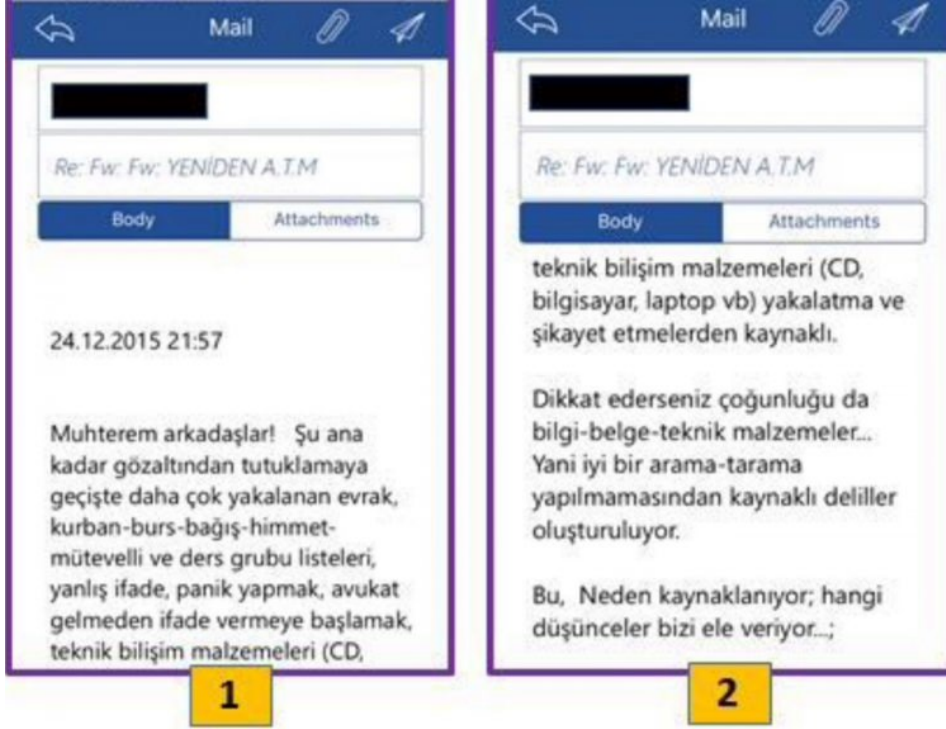 Mail
Re: Fw: Fw: YENİDEN A.T.M
Body
Attachments
24.12.2015 21:57
Muhterem arkadaşlar!   Şu ana
kadar gözaltından tutuklamaya
geçişte daha çok yakalanan evrak,
kurban-burs-bağış-himmet-
mütevelli ve ders grubu listeleri,
yanlış ifade, panik yapmak, avukat
gelmeden ifade vermeye başlamak,
teknik bilişim malzemeleri (CD,
1
Mail
Re: Fw: Fw: YENİDEN A.T.M
Body
Attachments
teknik bilişim malzemeleri (CD,
bilgisayar, laptop vb) yakalatma ve
şikayet etmelerden kaynaklı.
Dikkat ederseniz çoğunluğu da
bilgi-belge-teknik malzemeler...
Yani iyi bir arama-tarama
yapılmamasından kaynaklı deliller
oluşturuluyor.
Bu,  Neden kaynaklanıyor; hangi
düşünceler bizi ele veriyor...;
2